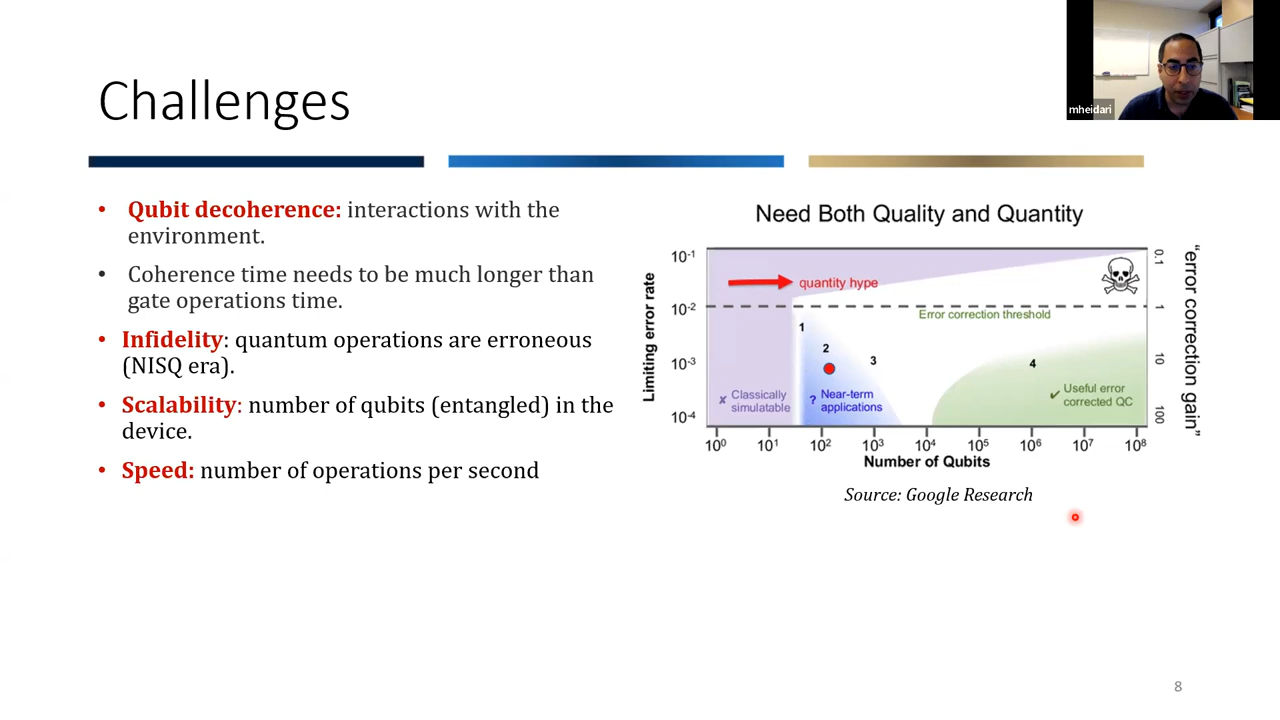 mheidari
Challenges
• Qubit decoherence: interactions with the
environment.
• Coherence time needs to be much longer than
gate operations time.
• Infidelity: quantum operations are erroneous
(NISQ era).
• Scalability: number of qubits (entangled) in the
device.
• Speed: number of operations per second
Need Both Quality and Quantity
Limiting error rate
10⁻¹
10⁻²
10⁻³
10⁻⁴
quantity hype
Error correction threshold
1
2
3
4
✘ Classically
simulatable
? Near-term
applications
✔ Useful error
corrected QC
0.1
1
10
100
“error correction gain”
10⁰ 10¹ 10² 10³ 10⁴ 10⁵ 10⁶ 10⁷ 10⁸
Number of Qubits
Source: Google Research
8